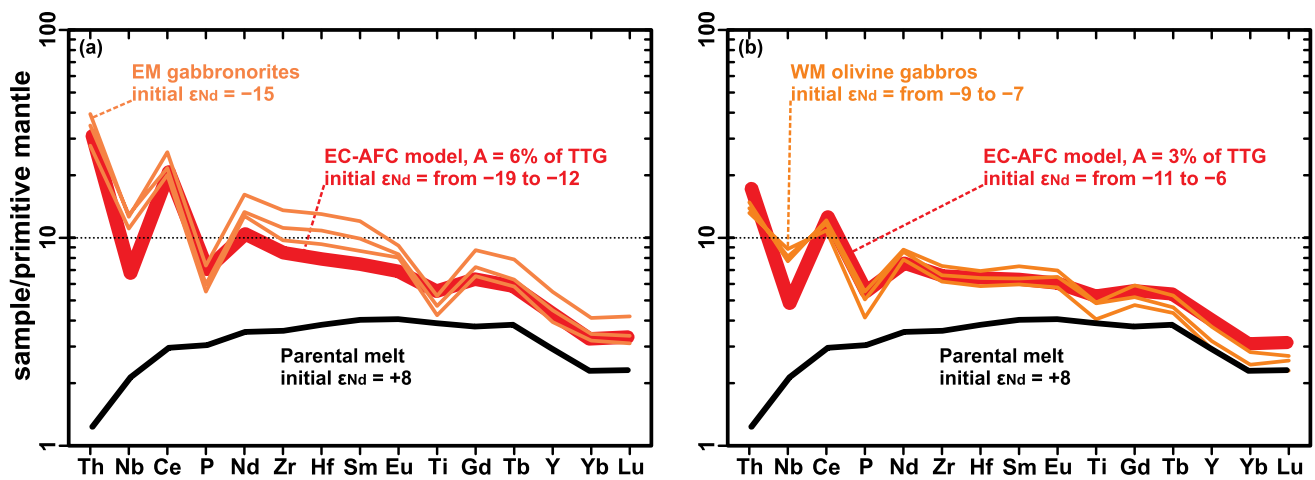 sample/primitive mantle
100
10
1
(a)
EM gabbronorites
initial εNd = −15
EC-AFC model, A = 6% of TTG
initial εNd = from −19 to −12
Parental melt
initial εNd = +8
Th Nb Ce P Nd Zr Hf Sm Eu Ti Gd Tb Y Yb Lu
100
10
1
(b)
WM olivine gabbros
initial εNd = from −9 to −7
EC-AFC model, A = 3% of TTG
initial εNd = from −11 to −6
Parental melt
initial εNd = +8
Th Nb Ce P Nd Zr Hf Sm Eu Ti Gd Tb Y Yb Lu